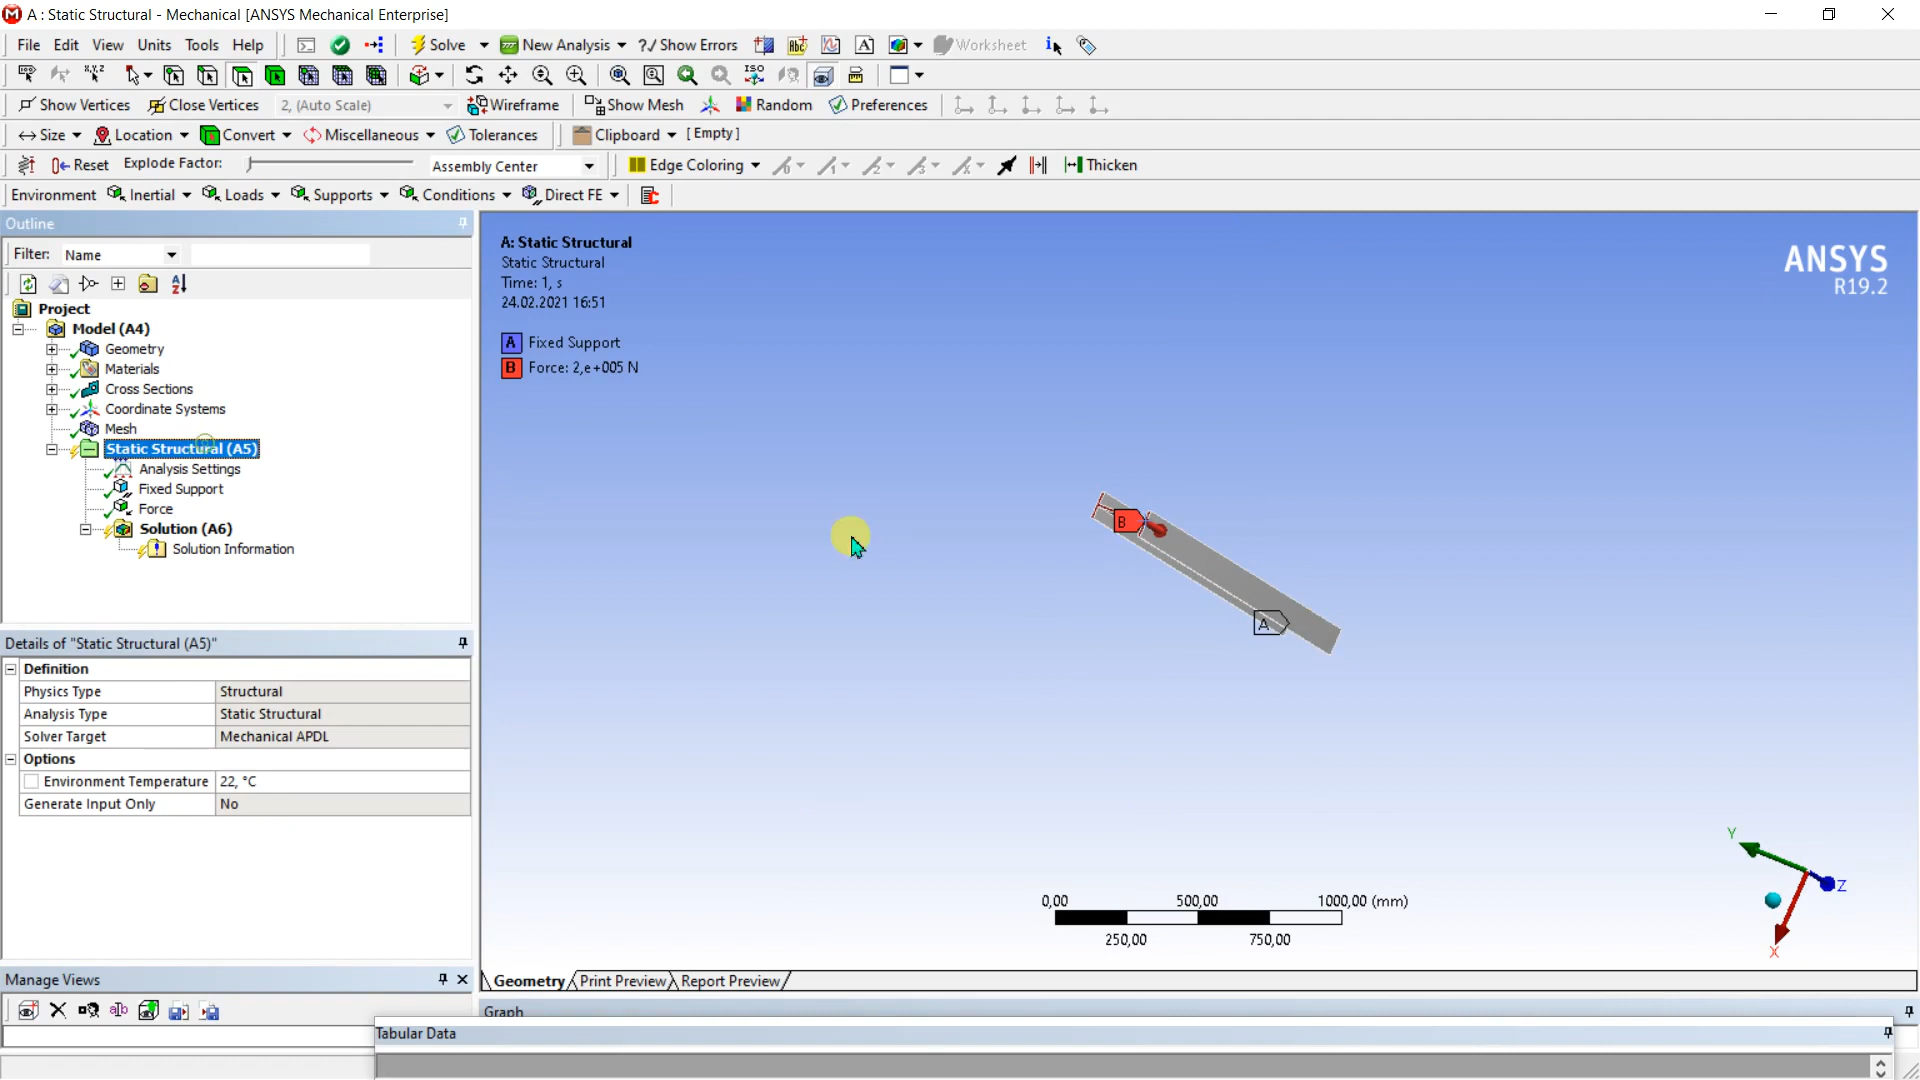 A : Static Structural - Mechanical [ANSYS Mechanical Enterprise]
File Edit View Units Tools Help Solve New Analysis ?/ Show Errors Worksheet
Show Vertices Close Vertices 2, (Auto Scale) Wireframe Show Mesh Random Preferences
Size Location Convert Miscellaneous Tolerances Clipboard [ Empty ]
Reset Explode Factor: Assembly Center Edge Coloring Thicken
Environment Inertial Loads Supports Conditions Direct FE
Outline
Filter: Name
Project
Model (A4)
Geometry
Materials
Cross Sections
Coordinate Systems
Mesh
Static Structural (A5)
Analysis Settings
Fixed Support
Force
Solution (A6)
Solution Information
Details of "Static Structural (A5)"
Definition
Physics Type Structural
Analysis Type Static Structural
Solver Target Mechanical APDL
Options
Environment Temperature 22, °C
Generate Input Only No
Manage Views
A: Static Structural
Static Structural
Time: 1, s
24.02.2021 16:51
A Fixed Support
B Force: 2,e+005 N
ANSYS
R19.2
B
A
Y
Z
X
0,00 500,00 1000,00 (mm)
250,00 750,00
Geometry Print Preview Report Preview
Graph
Tabular Data